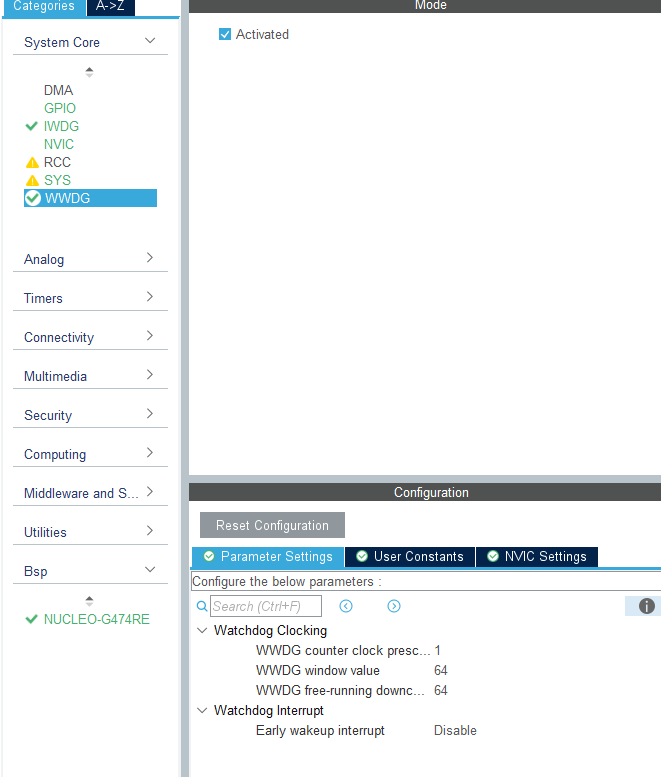 Categories
A->Z
System Core
DMA
GPIO
IWDG
NVIC
RCC
SYS
WWDG
Analog
Timers
Connectivity
Multimedia
Security
Computing
Middleware and S...
Utilities
Bsp
NUCLEO-G474RE
Mode
Activated
Configuration
Reset Configuration
Parameter Settings
User Constants
NVIC Settings
Configure the below parameters :
Search (Ctrl+F)
Watchdog Clocking
WWDG counter clock presc... 1
WWDG window value 64
WWDG free-running downc... 64
Watchdog Interrupt
Early wakeup interrupt Disable